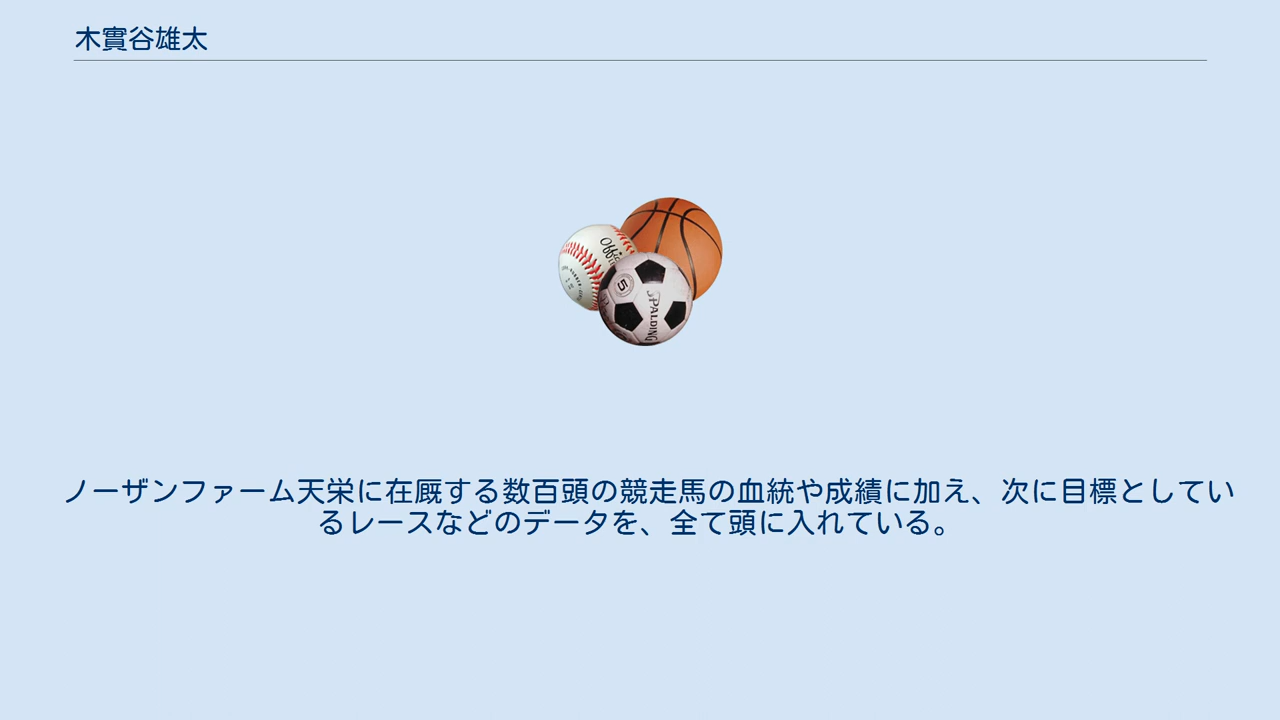 木實谷雄太
Offi
5
SPALDING
ノーザンファーム天栄に在厩する数百頭の競走馬の血統や成績に加え、次に目標としてい
るレースなどのデータを、全て頭に入れている。